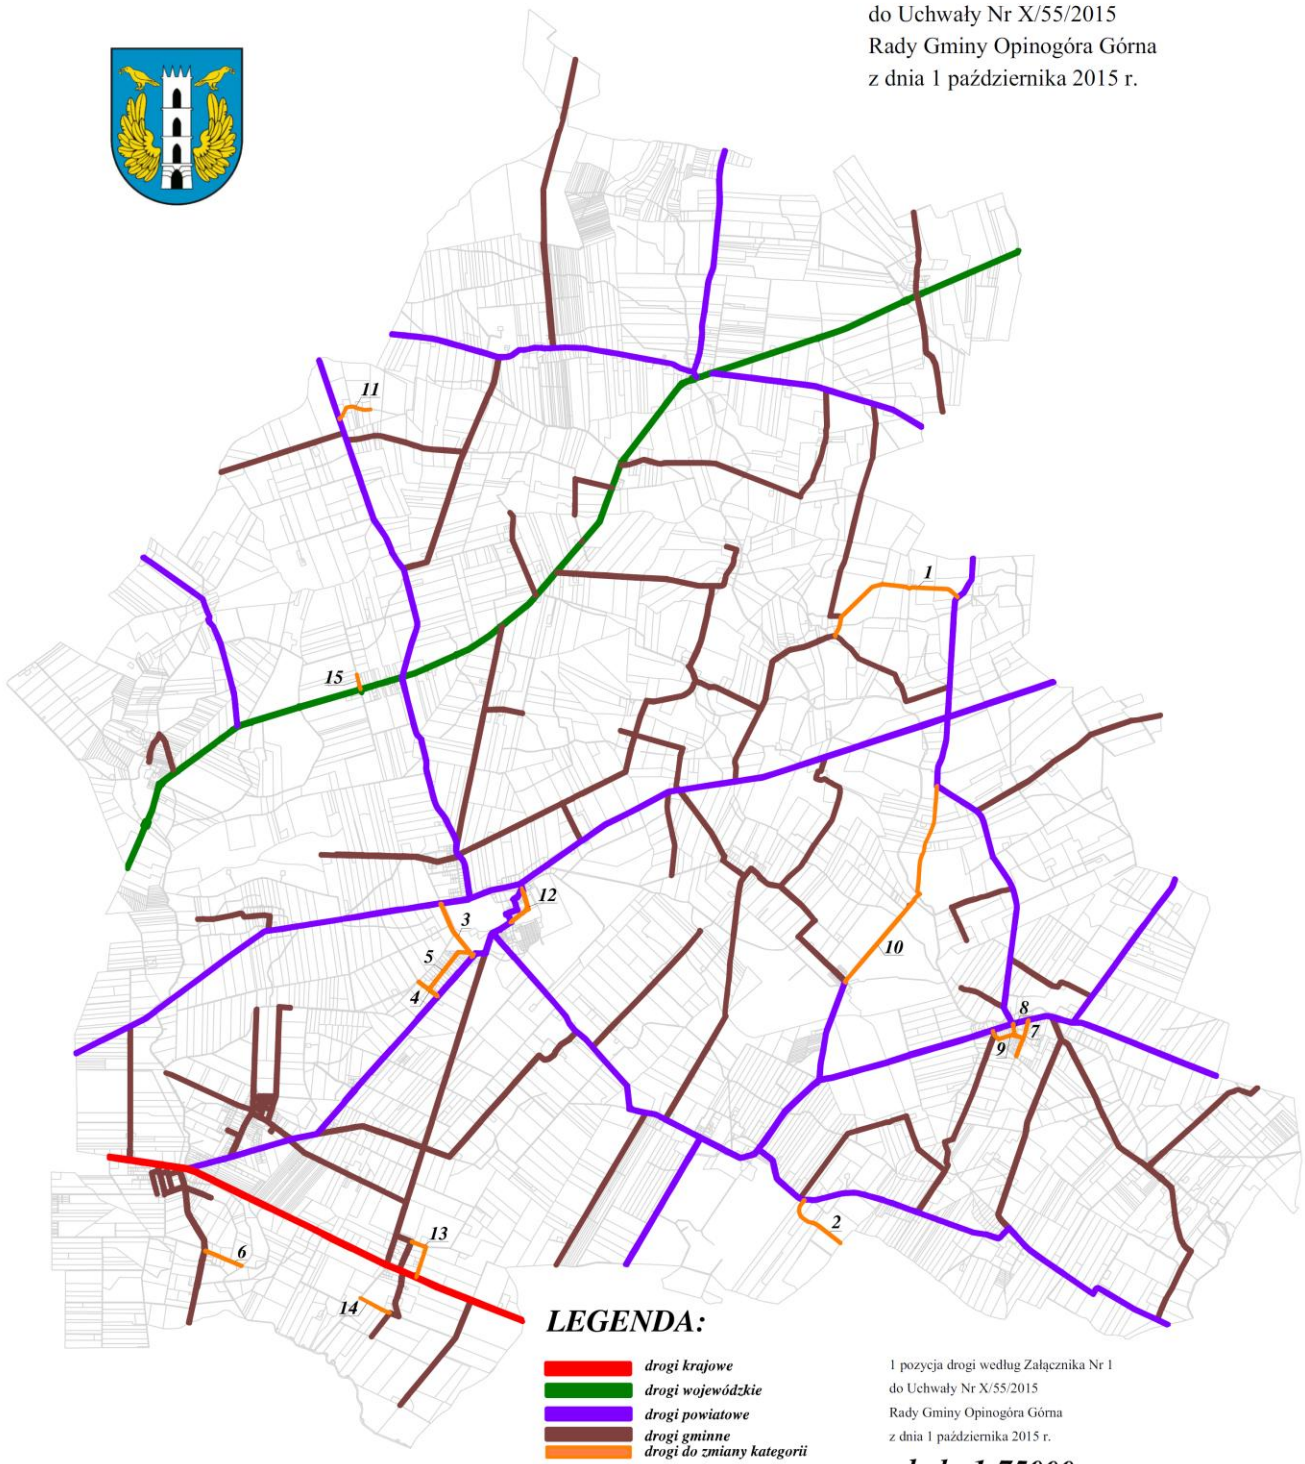 do Uchwały Nr X/55/2015
Rady Gminy Opinogóra Górna
z dnia 1 października 2015 r.
11
1
15
12
3
5
4
10
8
7
9
2
13
6
14
LEGENDA:
drogi krajowe
drogi wojewódzkie
drogi powiatowe
drogi gminne
drogi do zmiany kategorii
1 pozycja drogi według Załącznika Nr 1
do Uchwały Nr X/55/2015
Rady Gminy Opinogóra Górna
z dnia 1 października 2015 r.